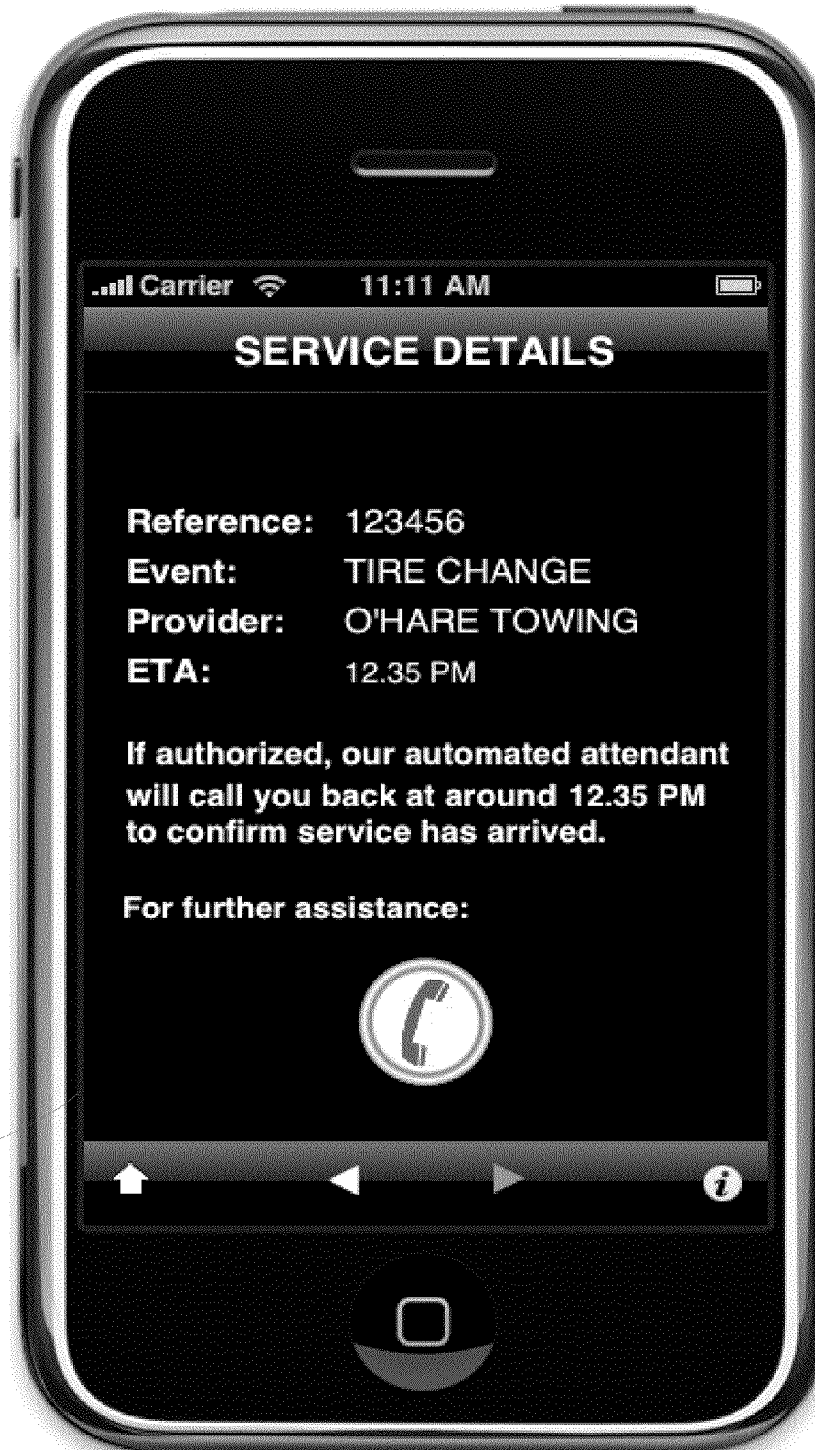 Carrier 11:11 AM
SERVICE DETAILS
Reference: 123456
Event: TIRE CHANGE
Provider: O'HARE TOWING
ETA: 12.35 PM
If authorized, our automated attendant
will call you back at around 12.35 PM
to confirm service has arrived.
For further assistance:
i